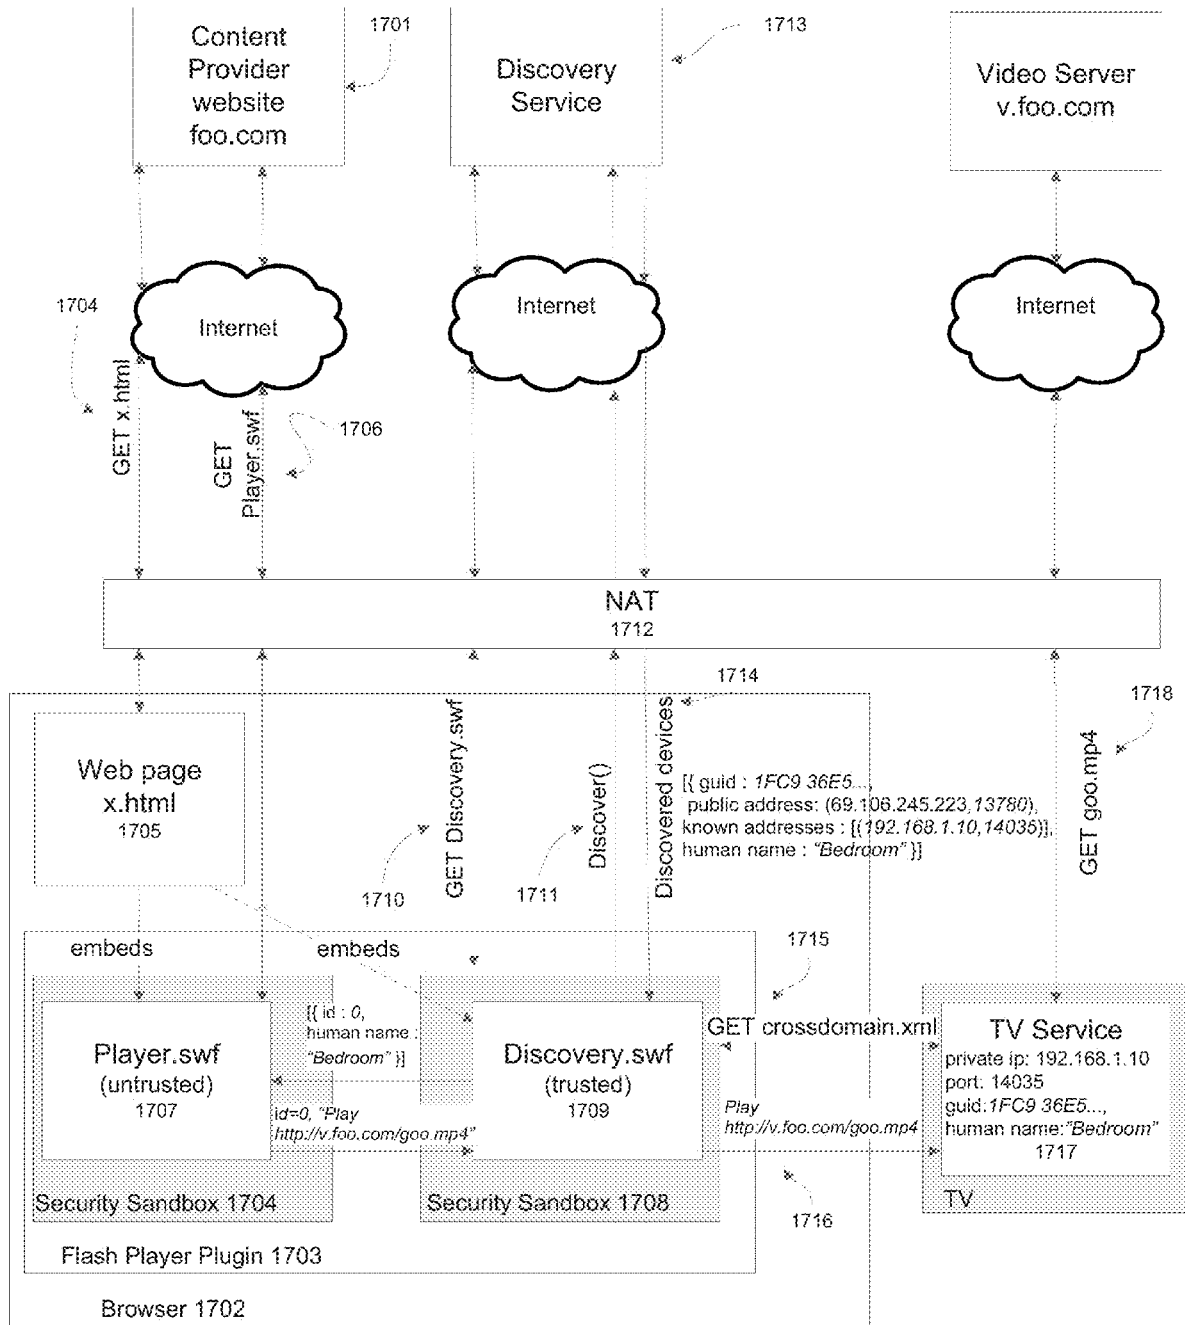 Content
Provider
website
foo.com
1701
Discovery
Service
1713
Video Server
v.foo.com
Internet
Internet
Internet
1704
GET x.html
GET
Player.swf
1706
NAT
1712
Web page
x.html
1705
1710
GET Discovery.swf
1711
Discover()
Discovered devices
1714
[{ guid : 1FC9 36E5...,
public address: (69.106.245.223,13780),
known addresses : [(192.168.1.10,14035)],
human name : "Bedroom" }]
GET goo.mp4
1718
embeds
embeds
1715
Player.swf
(untrusted)
1707
[{ id : 0,
human name :
"Bedroom" }]
id=0, "Play
http://v.foo.com/goo.mp4"
Discovery.swf
(trusted)
1709
GET crossdomain.xml
Play
http://v.foo.com/goo.mp4
1716
TV Service
private ip: 192.168.1.10
port: 14035
guid:1FC9 36E5...,
human name:"Bedroom"
1717
TV
Security Sandbox 1704
Security Sandbox 1708
Flash Player Plugin 1703
Browser 1702